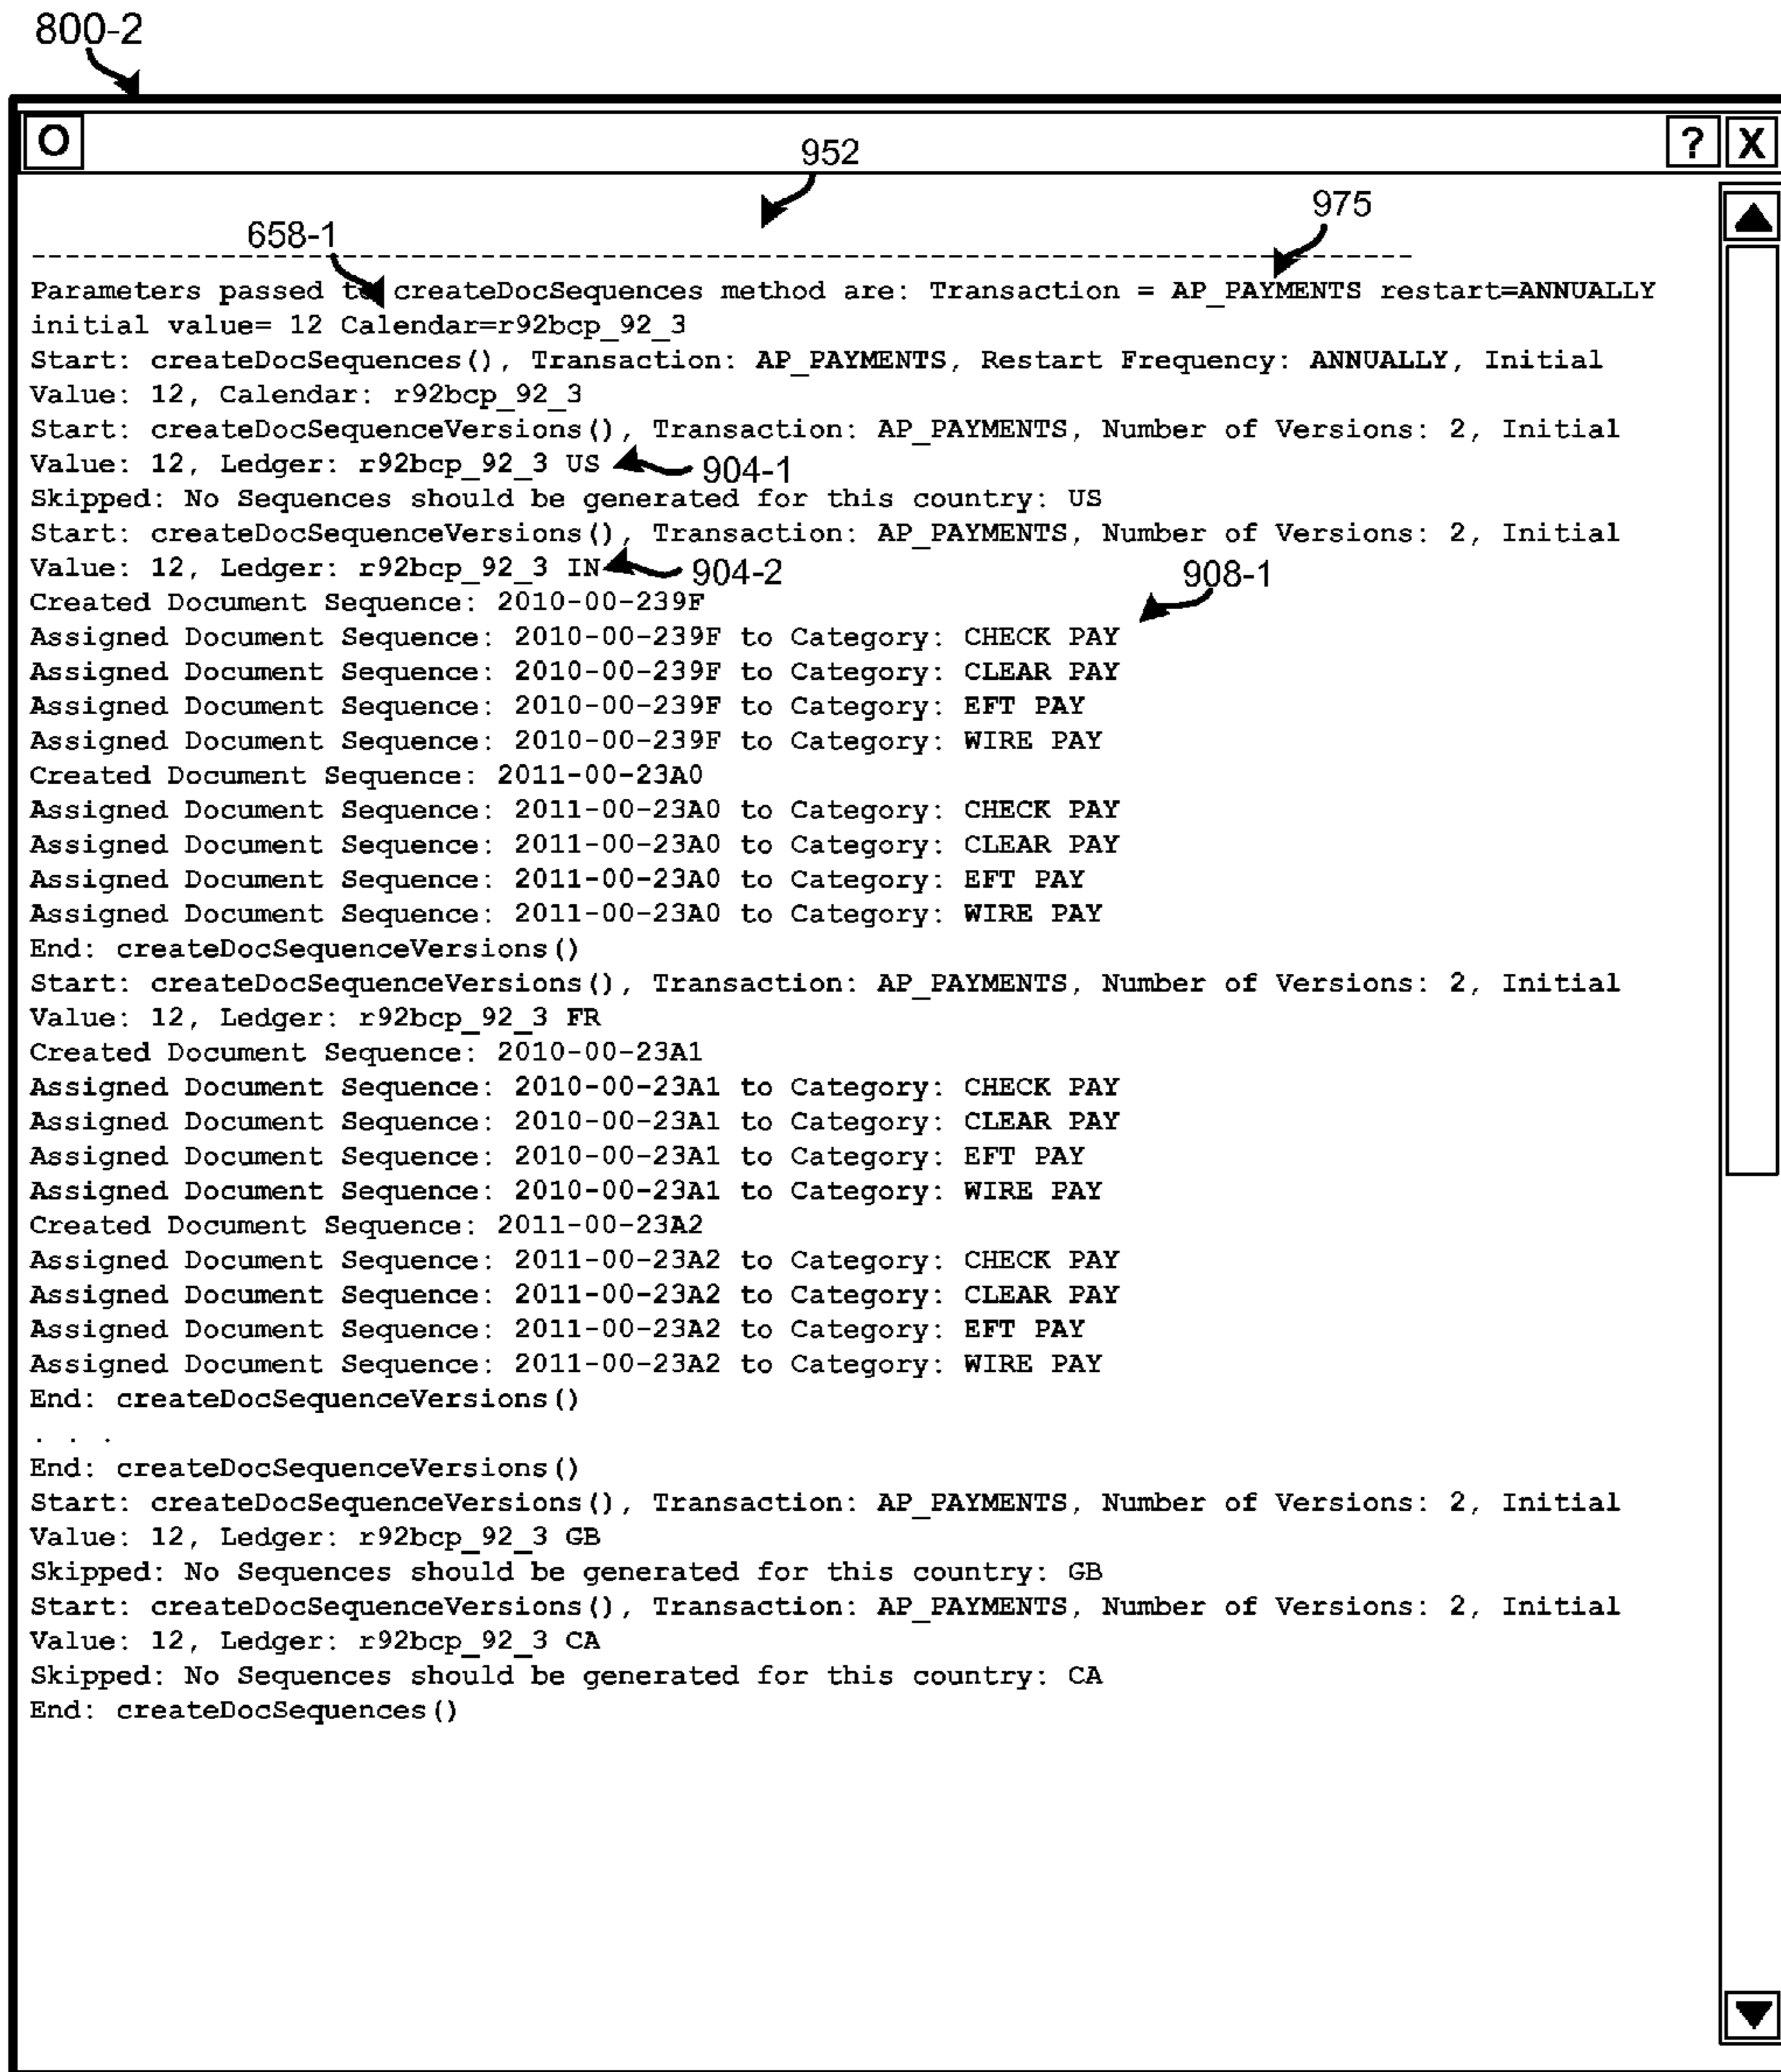 800-2
O ? X
952
975
658-1
--------------------------------------------------------------------------------
Parameters passed to createDocSequences method are: Transaction = AP_PAYMENTS restart=ANNUALLY
initial value= 12 Calendar=r92bcp_92_3
Start: createDocSequences(), Transaction: AP_PAYMENTS, Restart Frequency: ANNUALLY, Initial
Value: 12, Calendar: r92bcp_92_3
Start: createDocSequenceVersions(), Transaction: AP_PAYMENTS, Number of Versions: 2, Initial
Value: 12, Ledger: r92bcp_92_3 US 904-1
Skipped: No Sequences should be generated for this country: US
Start: createDocSequenceVersions(), Transaction: AP_PAYMENTS, Number of Versions: 2, Initial
Value: 12, Ledger: r92bcp_92_3 IN 904-2 908-1
Created Document Sequence: 2010-00-239F
Assigned Document Sequence: 2010-00-239F to Category: CHECK PAY
Assigned Document Sequence: 2010-00-239F to Category: CLEAR PAY
Assigned Document Sequence: 2010-00-239F to Category: EFT PAY
Assigned Document Sequence: 2010-00-239F to Category: WIRE PAY
Created Document Sequence: 2011-00-23A0
Assigned Document Sequence: 2011-00-23A0 to Category: CHECK PAY
Assigned Document Sequence: 2011-00-23A0 to Category: CLEAR PAY
Assigned Document Sequence: 2011-00-23A0 to Category: EFT PAY
Assigned Document Sequence: 2011-00-23A0 to Category: WIRE PAY
End: createDocSequenceVersions()
Start: createDocSequenceVersions(), Transaction: AP_PAYMENTS, Number of Versions: 2, Initial
Value: 12, Ledger: r92bcp_92_3 FR
Created Document Sequence: 2010-00-23A1
Assigned Document Sequence: 2010-00-23A1 to Category: CHECK PAY
Assigned Document Sequence: 2010-00-23A1 to Category: CLEAR PAY
Assigned Document Sequence: 2010-00-23A1 to Category: EFT PAY
Assigned Document Sequence: 2010-00-23A1 to Category: WIRE PAY
Created Document Sequence: 2011-00-23A2
Assigned Document Sequence: 2011-00-23A2 to Category: CHECK PAY
Assigned Document Sequence: 2011-00-23A2 to Category: CLEAR PAY
Assigned Document Sequence: 2011-00-23A2 to Category: EFT PAY
Assigned Document Sequence: 2011-00-23A2 to Category: WIRE PAY
End: createDocSequenceVersions()
. . .
End: createDocSequenceVersions()
Start: createDocSequenceVersions(), Transaction: AP_PAYMENTS, Number of Versions: 2, Initial
Value: 12, Ledger: r92bcp_92_3 GB
Skipped: No Sequences should be generated for this country: GB
Start: createDocSequenceVersions(), Transaction: AP_PAYMENTS, Number of Versions: 2, Initial
Value: 12, Ledger: r92bcp_92_3 CA
Skipped: No Sequences should be generated for this country: CA
End: createDocSequences()